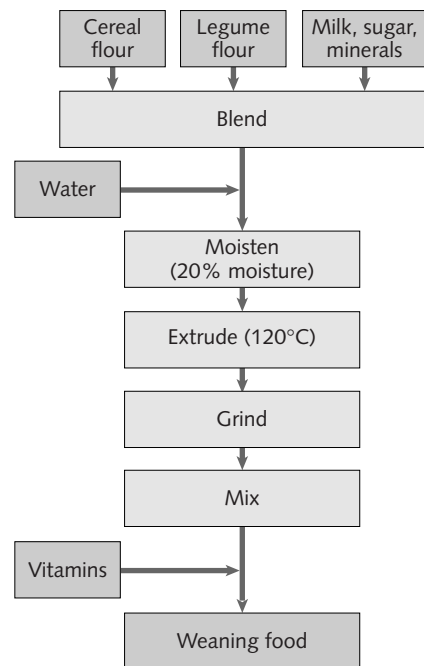 Cereal
flour
Legume
flour
Milk, sugar,
minerals
Blend
Water
Moisten
(20% moisture)
Extrude (120°C)
Grind
Mix
Vitamins
Weaning food